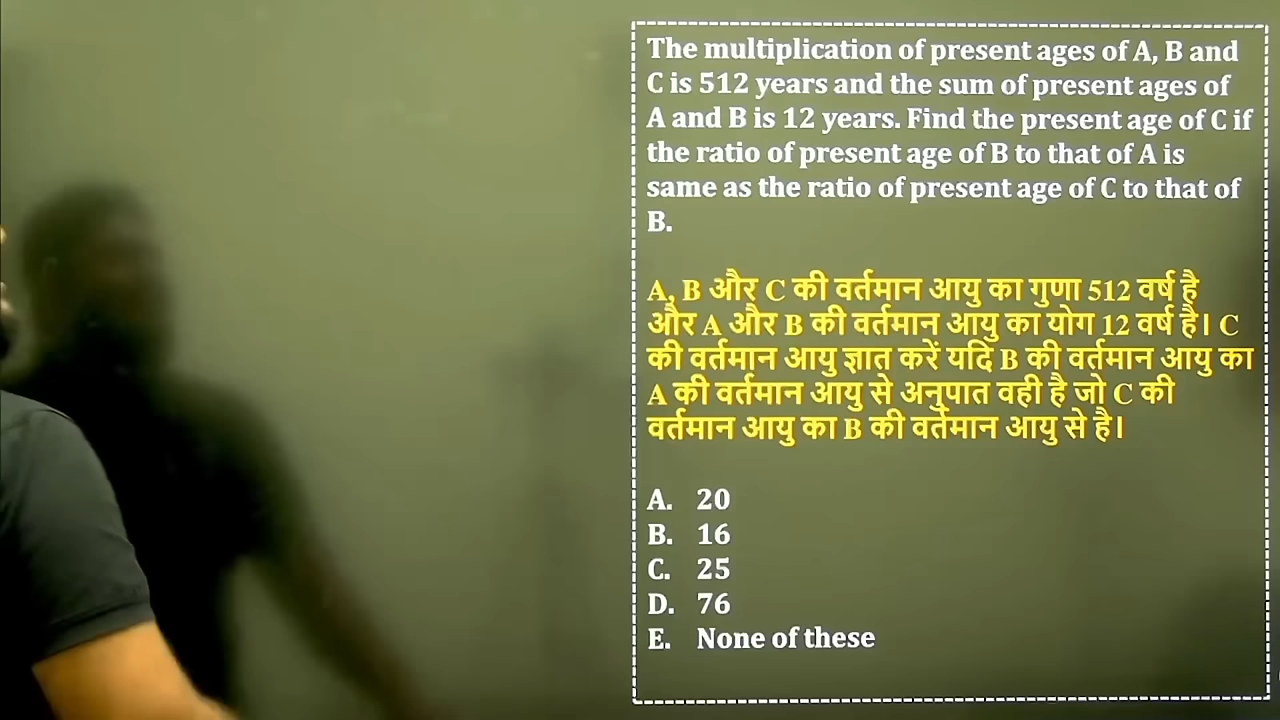 The multiplication of present ages of A, B and
C is 512 years and the sum of present ages of
A and B is 12 years. Find the present age of C if
the ratio of present age of B to that of A is
same as the ratio of present age of C to that of
B.
A, B और C की वर्तमान आयु का गुणा 512 वर्ष है
और A और B की वर्तमान आयु का योग 12 वर्ष है। C
की वर्तमान आयु ज्ञात करें यदि B की वर्तमान आयु का
A की वर्तमान आयु से अनुपात वही है जो C की
वर्तमान आयु का B की वर्तमान आयु से है।
A. 20
B. 16
C. 25
D. 76
E. None of these